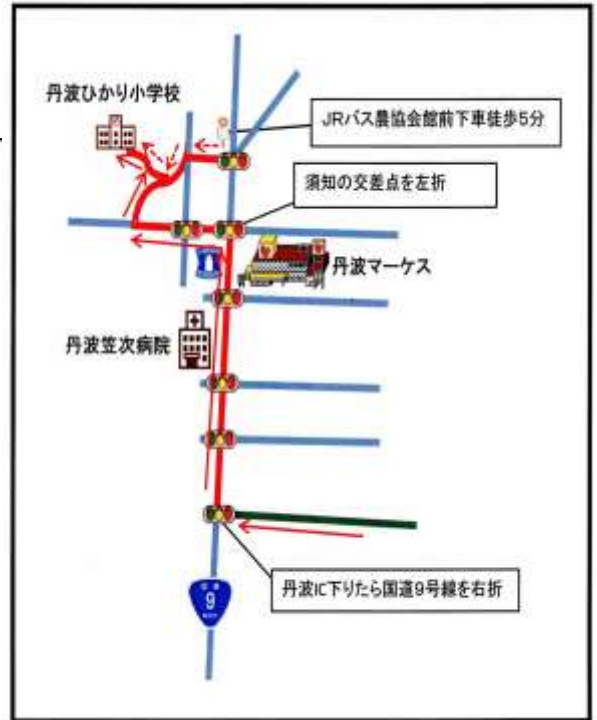 丹波ひかり小学校
JRバス農協会館前下車徒歩5分
須知の交差点を左折
丹波マーケス
丹波笠次病院
丹波IC下りたら国道9号線を右折
9